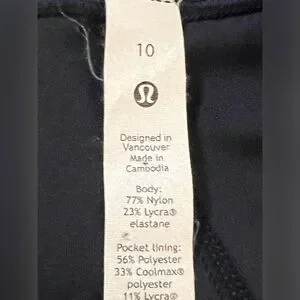 10
Designed in
Vancouver
Made in
Cambodia
Body:
77% Nylon
23% Lycra®
elastane
Pocket lining:
56% Polyester
33% Coolmax®
polyester
11% Lycra®